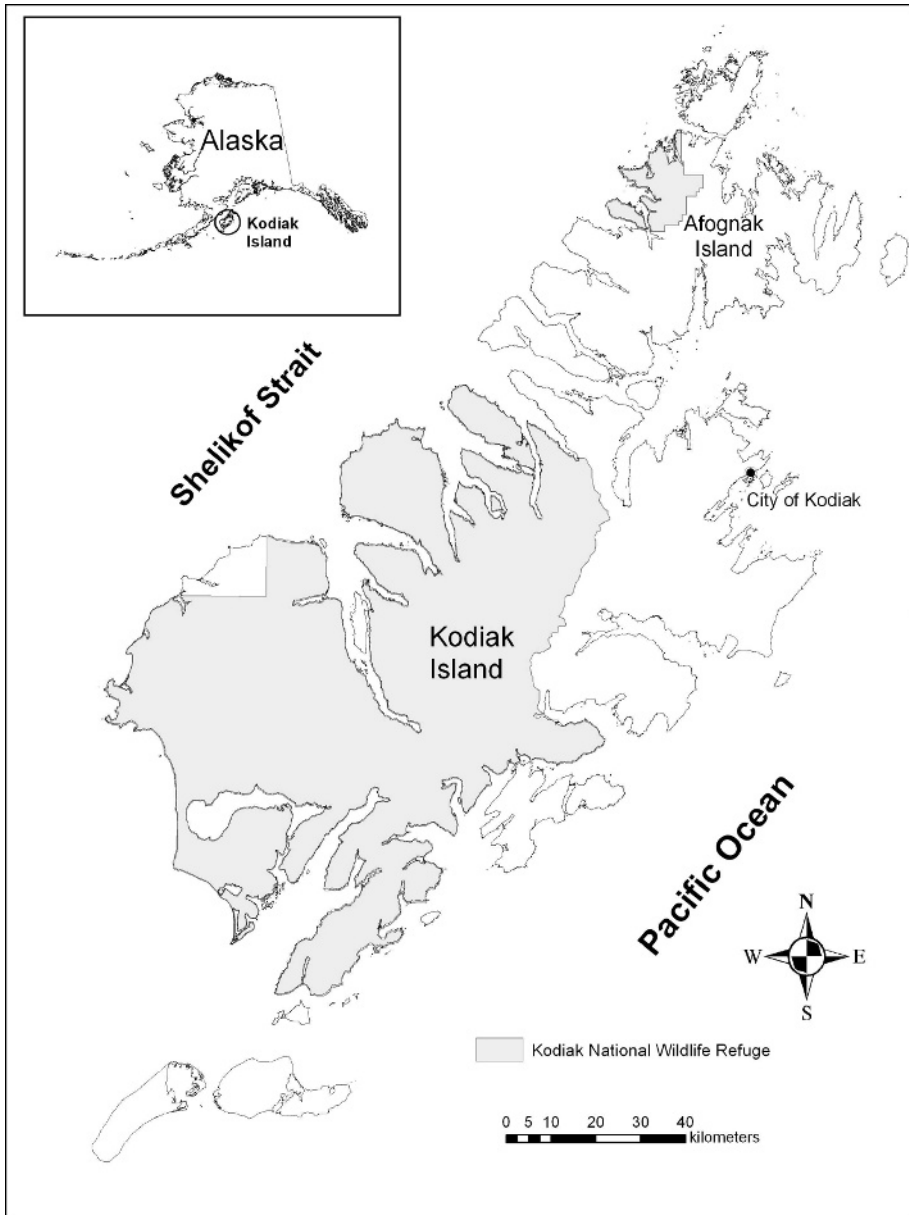 Alaska
Kodiak
Island
Afognak
Island
Shelikof Strait
City of Kodiak
Kodiak
Island
Pacific Ocean
N
W E
S
Kodiak National Wildlife Refuge
0 5 10 20 30 40
kilometers